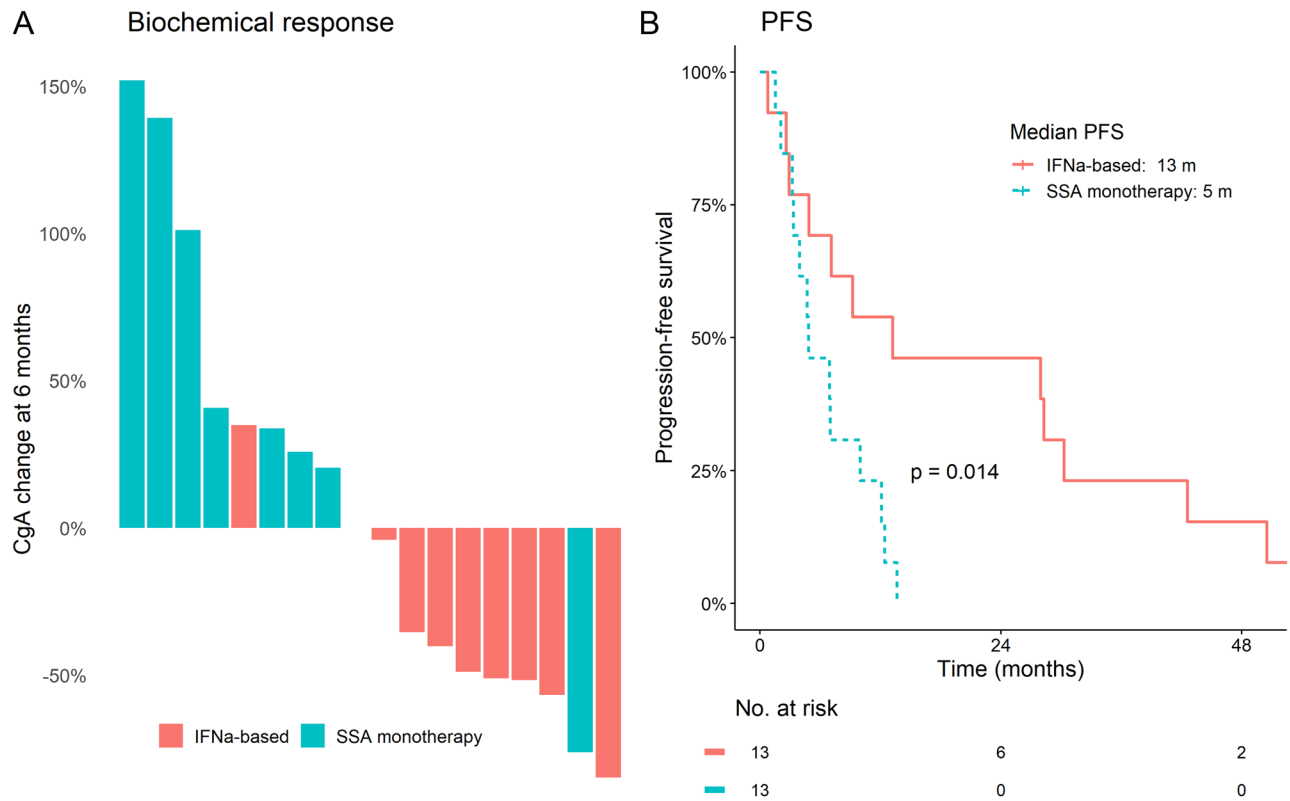 A
Biochemical response
CgA change at 6 months
150%
100%
50%
0%
-50%
IFNa-based
SSA monotherapy
B
PFS
Progression-free survival
100%
75%
50%
25%
0%
Median PFS
IFNa-based: 13 m
SSA monotherapy: 5 m
p = 0.014
0 24 48
Time (months)
No. at risk
13 6 2
13 0 0